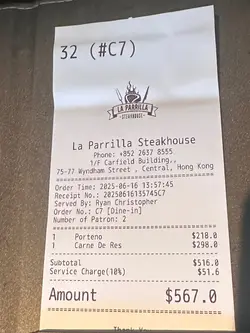 32 (#C7)
LA PARRILLA
STEAKHOUSE
La Parrilla Steakhouse
Phone: +852 2637 8555
1/F Carfield Building,,
75-77 Wyndham Street , Central, Hong Kong
Order Time: 2025-06-16 13:57:45
Receipt No.: 20250616135745C7
Served By: Ryan Christopher
Order No.: C7 [Dine-in]
Number of Patron: 2
1 Porteno $218.0
1 Carne De Res $298.0
Subtotal $516.0
Service Charge(10%) $51.6
Amount $567.0